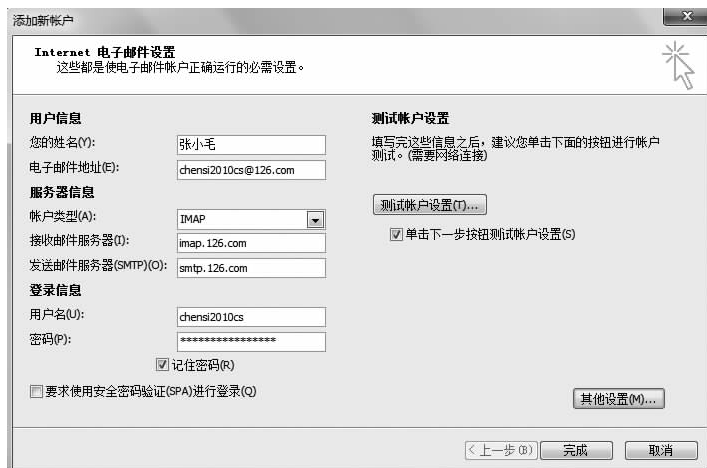 添加新帐户
Internet 电子邮件设置
这些都是使电子邮件帐户正确运行的必需设置。
用户信息
您的姓名(Y):
张小毛
电子邮件地址(E):
chensi2010cs@126.com
服务器信息
帐户类型(A):
IMAP
接收邮件服务器(I):
imap.126.com
发送邮件服务器(SMTP)(O):
smtp.126.com
登录信息
用户名(U):
chensi2010cs
密码(P):
****************
记住密码(R)
要求使用安全密码验证(SPA)进行登录(Q)
测试帐户设置
填写完这些信息之后，建议您单击下面的按钮进行帐户
测试。(需要网络连接)
测试帐户设置(T)...
单击下一步按钮测试帐户设置(S)
其他设置(M)...
< 上一步(B)
完成
取消